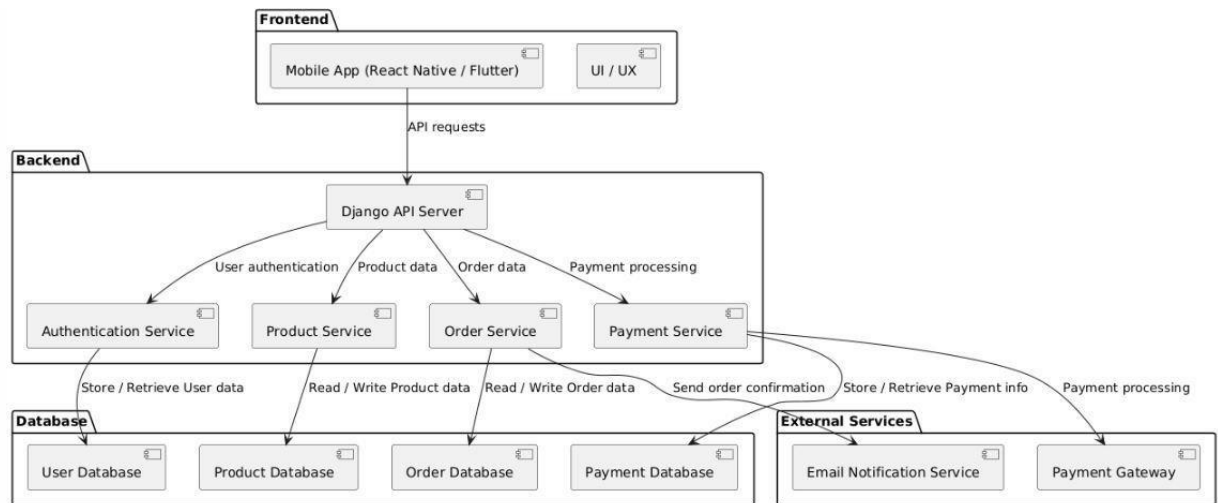 Frontend
Mobile App (React Native / Flutter)
UI / UX
API requests
Backend
Django API Server
User authentication
Product data
Order data
Payment processing
Authentication Service
Product Service
Order Service
Payment Service
Store / Retrieve User data
Read / Write Product data
Read / Write Order data
Send order confirmation
Store / Retrieve Payment info
Payment processing
Database
User Database
Product Database
Order Database
Payment Database
External Services
Email Notification Service
Payment Gateway